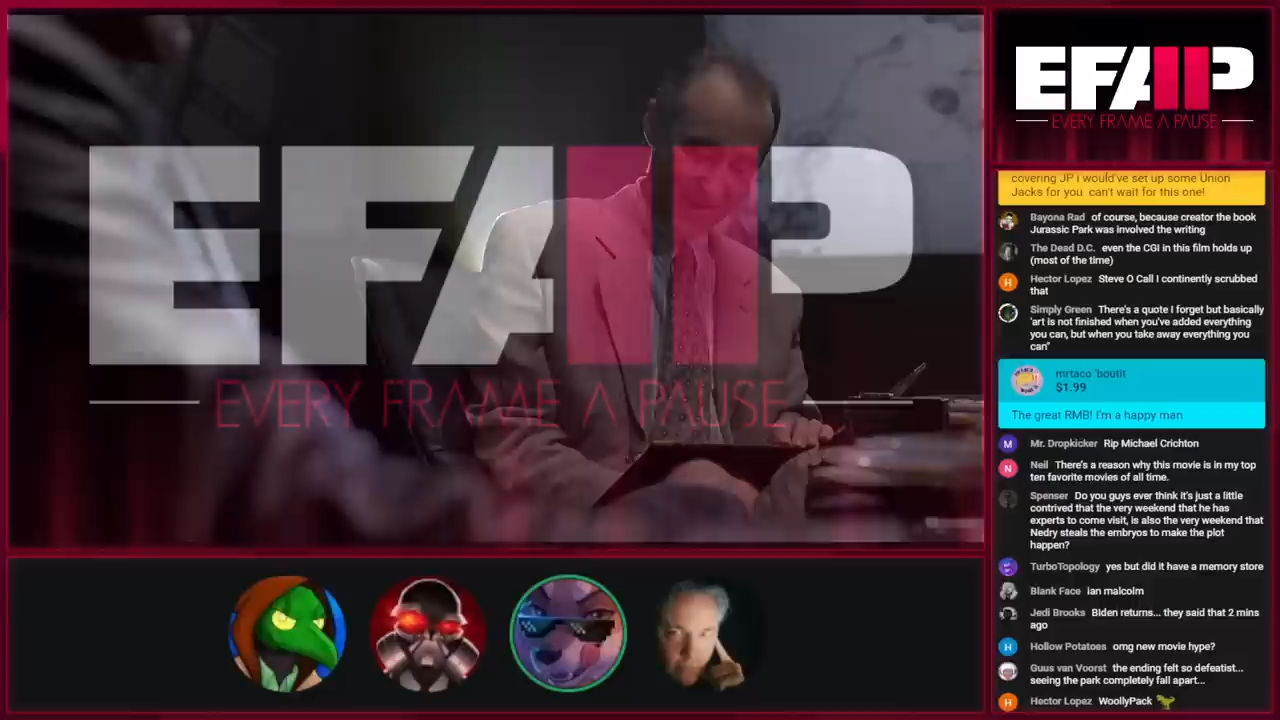 EFAP
EVERY FRAME A PAUSE
EFAP
EVERY FRAME A PAUSE
covering JP i would've set up some Union
Jacks for you can't wait for this one!
Bayona Rad of course, because creator the book
Jurassic Park was involved the writing
The Dead D.C. even the CGI in this film holds up
(most of the time)
H Hector Lopez Steve O Call I continently scrubbed
that
Simply Green There's a quote I forget but basically
'art is not finished when you've added everything
you can, but when you take away everything you
can"
mrtaco 'boutit
$1.99
The great RMB! I'm a happy man
M Mr. Dropkicker Rip Michael Crichton
N Neil There's a reason why this movie is in my top
ten favorite movies of all time.
Spenser Do you guys ever think it's just a little
contrived that the very weekend that he has
experts to come visit, is also the very weekend that
Nedry steals the embryos to make the plot
happen?
TurboTopology yes but did it have a memory store
Blank Face ian malcolm
Jedi Brooks Biden returns... they said that 2 mins
ago
H Hollow Potatoes omg new movie hype?
Guus van Voorst the ending felt so defeatist...
seeing the park completely fall apart...
H Hector Lopez WoollyPack